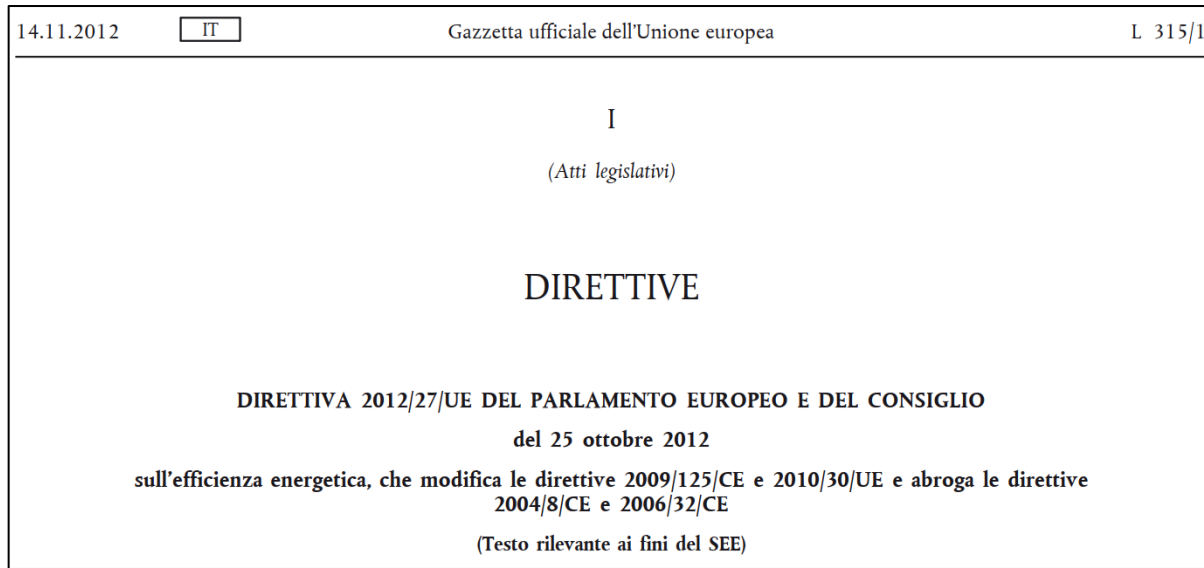 14.11.2012 IT Gazzetta ufficiale dell'Unione europea L 315/1
I
(Atti legislativi)
DIRETTIVE
DIRETTIVA 2012/27/UE DEL PARLAMENTO EUROPEO E DEL CONSIGLIO
del 25 ottobre 2012
sull'efficienza energetica, che modifica le direttive 2009/125/CE e 2010/30/UE e abroga le direttive
2004/8/CE e 2006/32/CE
(Testo rilevante ai fini del SEE)